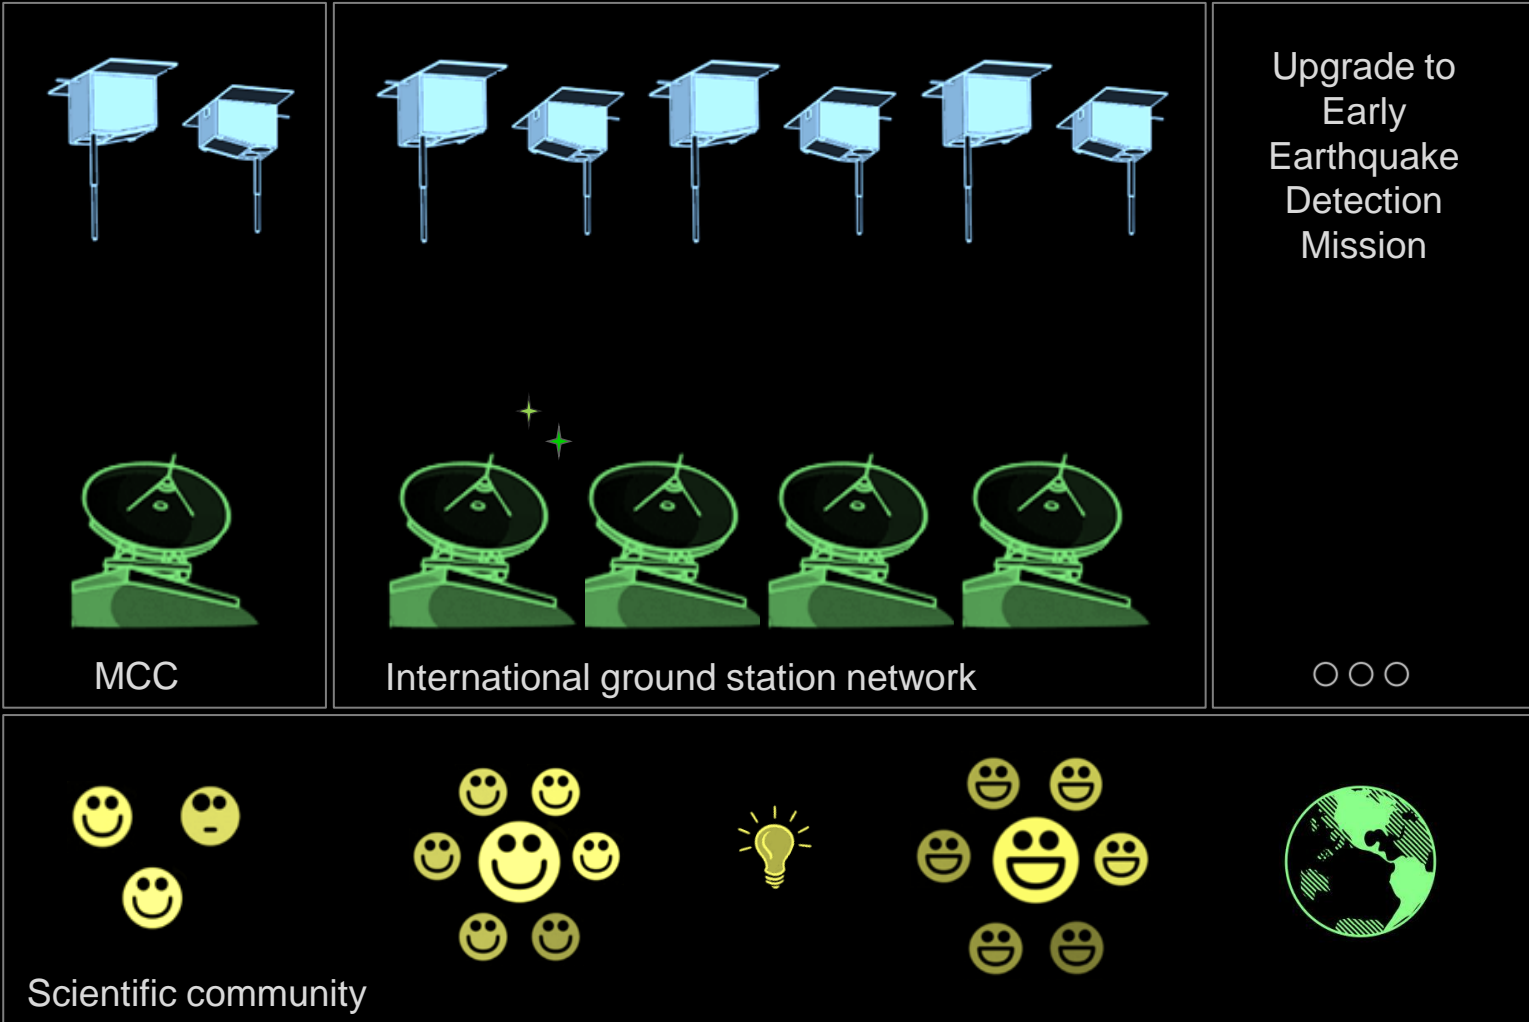 Upgrade to
Early
Earthquake
Detection
Mission
MCC
International ground station network
Scientific community